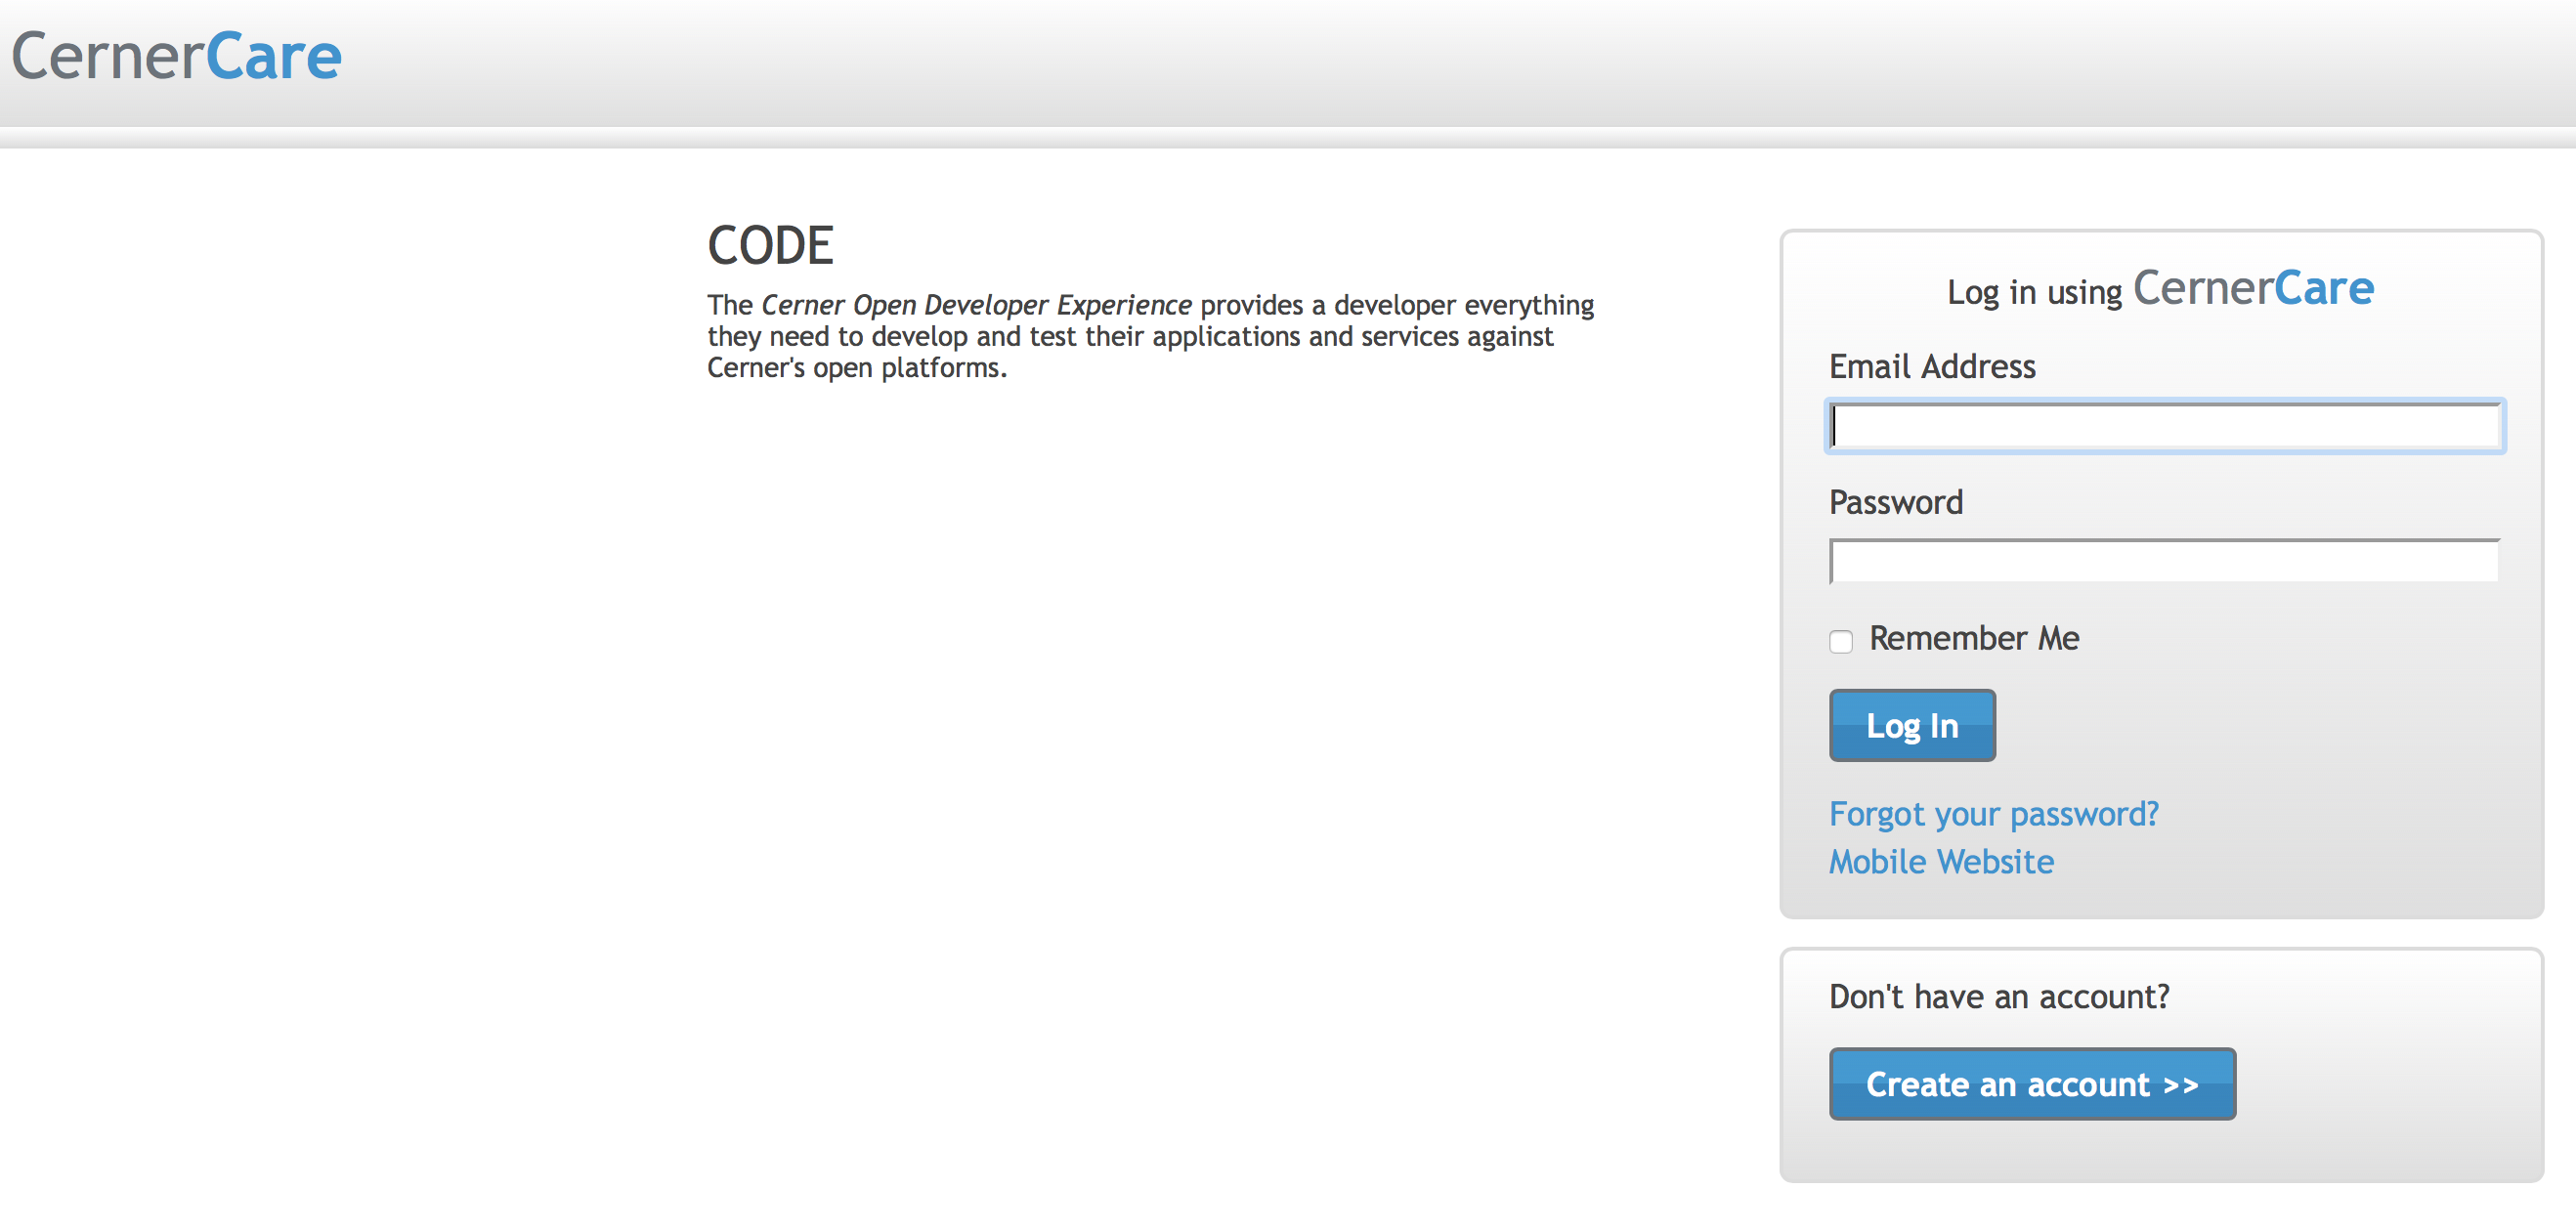 CernerCare
CODE
The Cerner Open Developer Experience provides a developer everything
they need to develop and test their applications and services against
Cerner's open platforms.
Log in using CernerCare
Email Address
Password
Remember Me
Log In
Forgot your password?
Mobile Website
Don't have an account?
Create an account >>